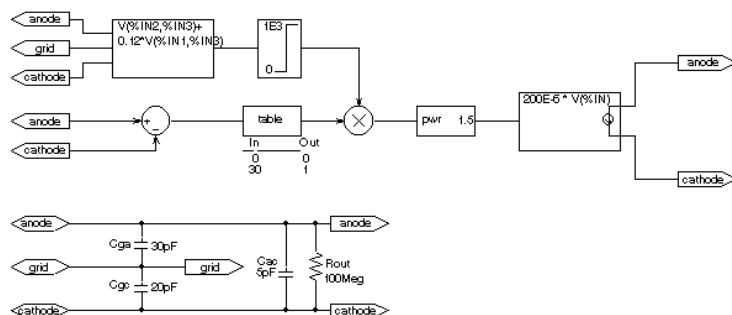 anode
V(%IN2,%IN3)+
0.12*V(%IN1,%IN3)
grid
cathode
1E3
0
anode
cathode
+
-
table
In Out
0 0
30 1
pwr 1.5
200E-6 * V(%IN)
anode
cathode
anode
anode
Cga
30pF
grid
grid
Cgc
20pF
Cac
5pF
Rout
100Meg
cathode
cathode